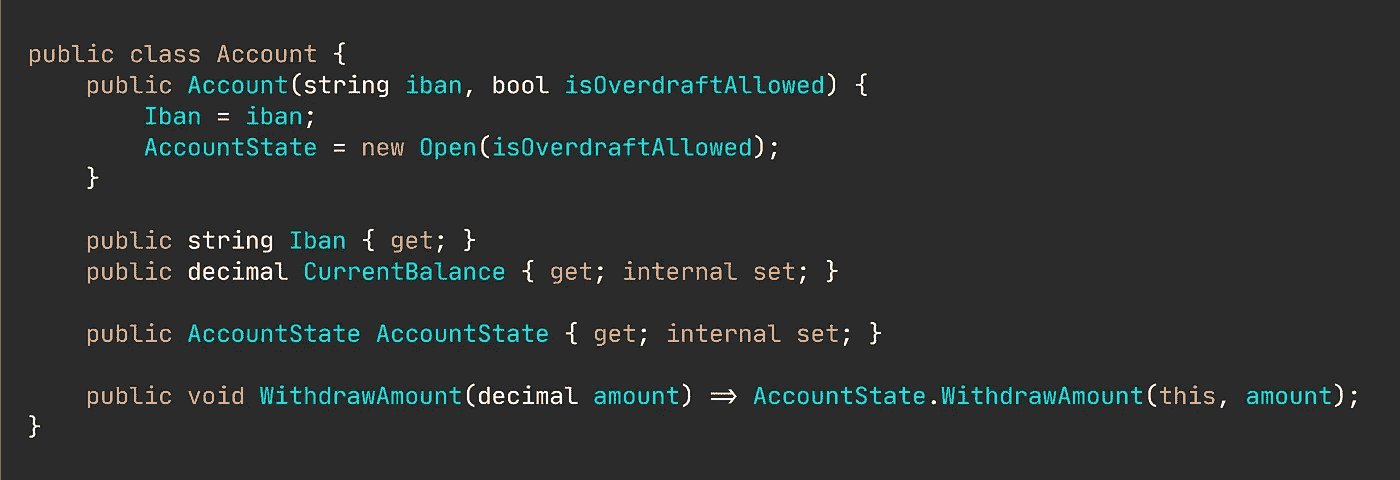 public class Account {
    public Account(string iban, bool isOverdraftAllowed) {
        Iban = iban;
        AccountState = new Open(isOverdraftAllowed);
    }
    public string Iban { get; }
    public decimal CurrentBalance { get; internal set; }
    public AccountState AccountState { get; internal set; }
    public void WithdrawAmount(decimal amount) => AccountState.WithdrawAmount(this, amount);
}